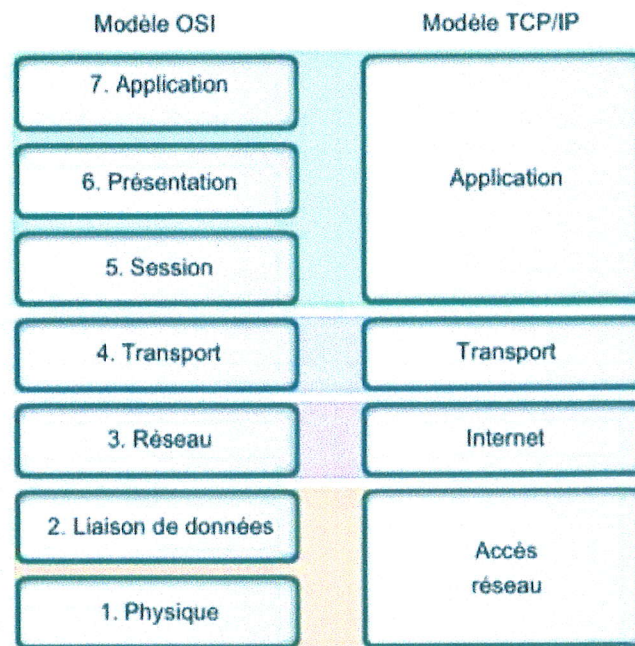 Modèle OSI
Modèle TCP/IP
7. Application
6. Présentation
5. Session
4. Transport
3. Réseau
2. Liaison de données
1. Physique
Application
Transport
Internet
Accès
réseau